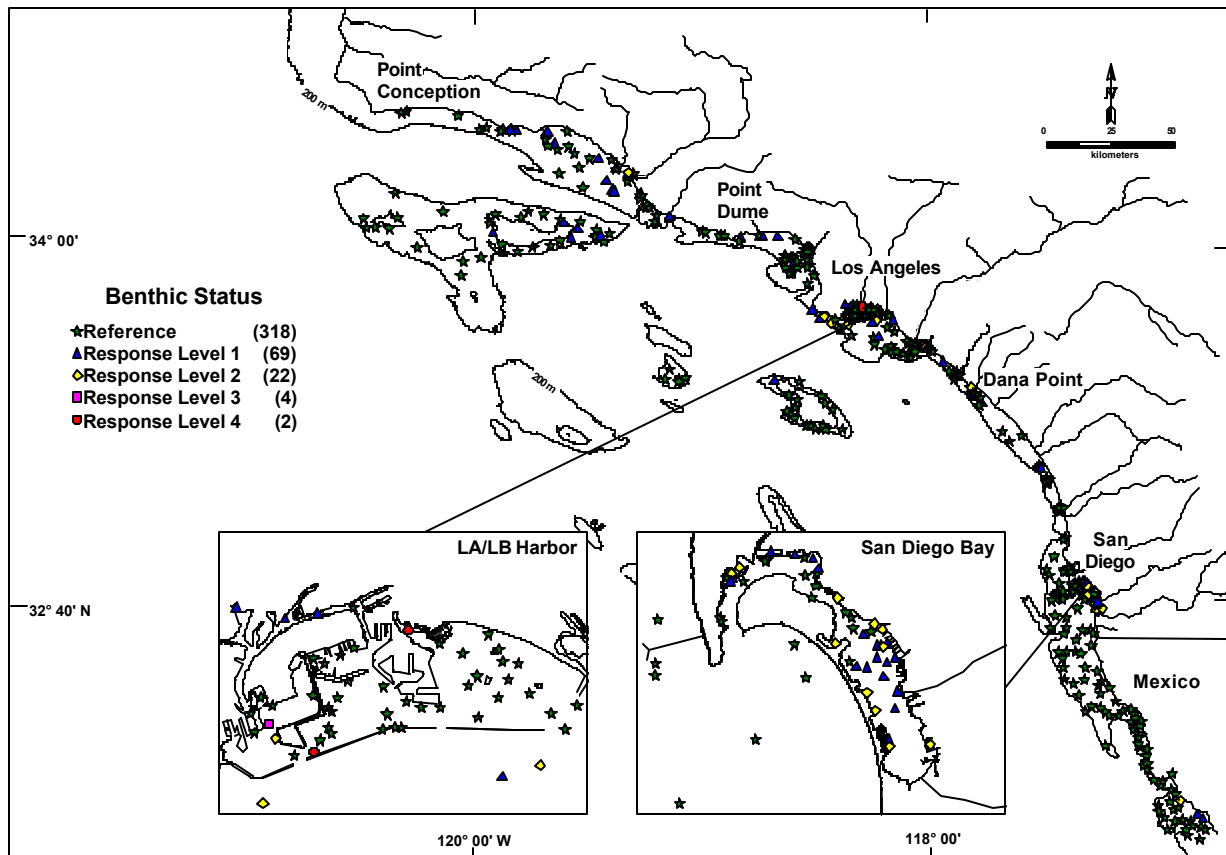 Point
Conception
200 m
N
0 25 50
kilometers
Point
Dume
34° 00'
Los Angeles
Benthic Status
Reference (318)
Response Level 1 (69)
Response Level 2 (22)
Response Level 3 (4)
Response Level 4 (2)
200 m
Dana Point
LA/LB Harbor
San Diego Bay
San
Diego
32° 40' N
Mexico
120° 00' W
118° 00'